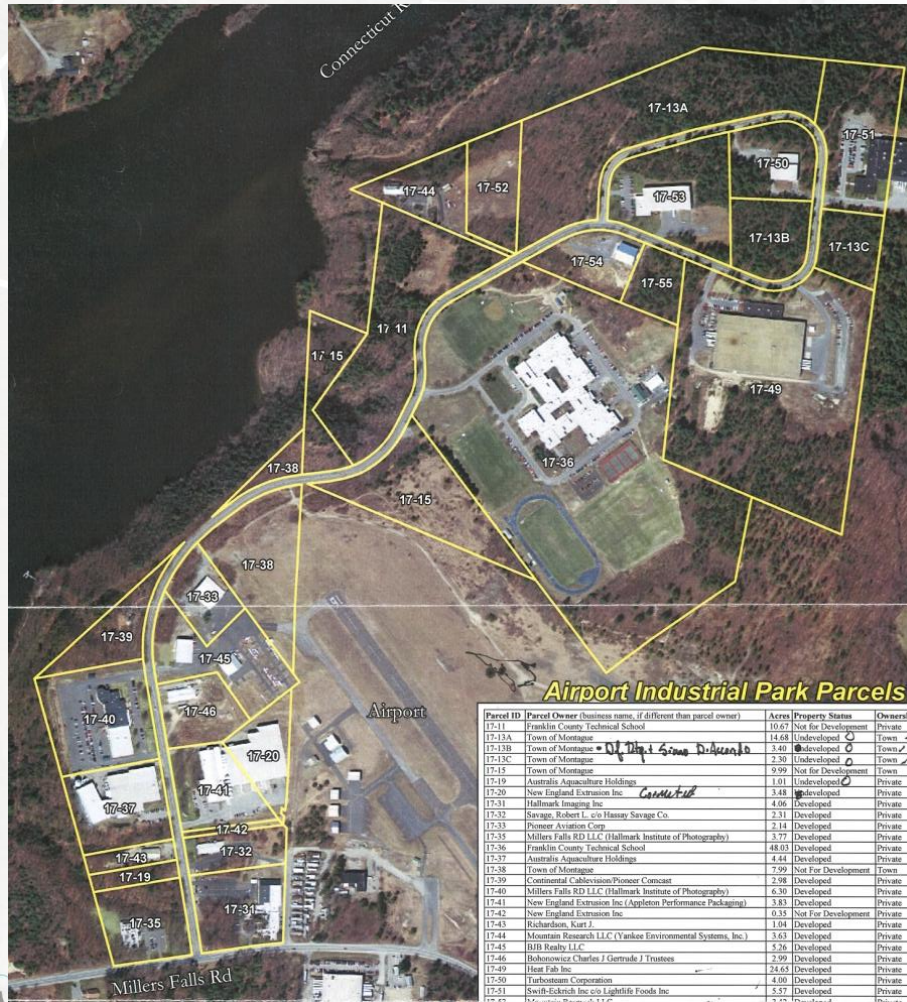 Connecticut
17-13A
17-51
17-50
17-44
17-52
17-53
17-13B
17-13C
17-54
17-55
17-11
17-15
17-49
17-36
17-38
17-15
17-38
17-33
17-39
17-45
17-46
17-40
Airport
17-20
17-41
17-37
17-42
17-43
17-32
17-19
17-35
17-31
Millers Falls Rd
Airport Industrial Park Parcels
Parcel ID Parcel Owner (business name, if different than parcel owner) Acres Property Status
17-11 Franklin County Technical School 10.67 Not for Development Private
17-13A Town of Montague 14.68 Undeveloped Town
17-13B Town of Montague 3.40 Undeveloped Town
17-13C Town of Montague 2.30 Undeveloped Town
17-15 Town of Montague 9.99 Not for Development Town
17-19 Australis Aquaculture Holdings 1.01 Undeveloped Private
17-20 New England Extrusion Inc 3.48 Private
17-31 Hallmark Imaging Inc 4.06 Developed Private
17-32 Savage, Robert L. c/o Hassay Savage Co. 2.31 Developed Private
17-33 Pioneer Aviation Corp 2.14 Developed Private
17-35 Millers Falls RD LLC (Hallmark Institute of Photography) 3.77 Developed Private
17-36 Franklin County Technical School 48.03 Developed Private
17-37 Australis Aquaculture Holdings 4.44 Developed Private
17-38 Town of Montague 7.99 Not For Development Town
17-39 Continental Cablevision/Pioneer Comcast 2.98 Developed Private
17-40 Millers Falls RD LLC (Hallmark Institute of Photography) 6.30 Developed Private
17-41 New England Extrusion Inc (Appleton Performance Packaging) 3.83 Developed Private
17-42 New England Extrusion Inc 0.35 Not For Development Private
17-43 Richardson, Kurt J. 1.04 Developed Private
17-44 Mountain Research LLC (Yankee Environmental Systems, Inc.) 3.63 Developed Private
17-45 BJB Realty LLC 5.26 Developed Private
17-46 Bohonowicz Charles J Gertrude J Trustees 2.99 Developed Private
17-49 Heat Fab Inc 24.65 Developed Private
17-50 Turbosteam Corporation 4.00 Developed Private
17-51 Swift-Eckrich Inc c/o Lightlife Foods Inc 5.57 Developed Private